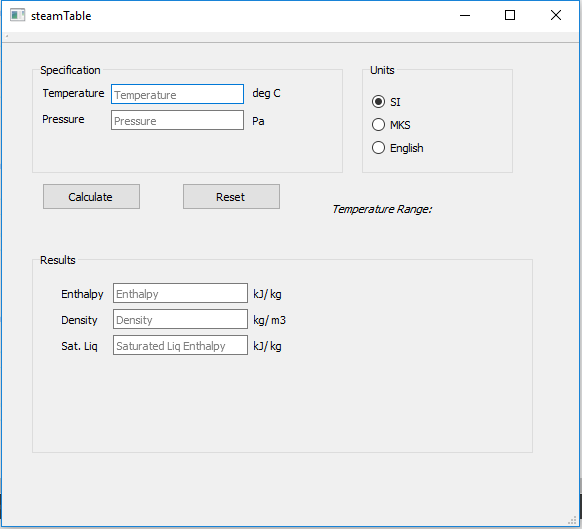 steamTable
Specification
Temperature Temperature deg C
Pressure Pressure Pa
Units
SI
MKS
English
Calculate Reset
Temperature Range:
Results
Enthalpy Enthalpy kJ/kg
Density Density kg/m3
Sat. Liq Saturated Liq Enthalpy kJ/kg